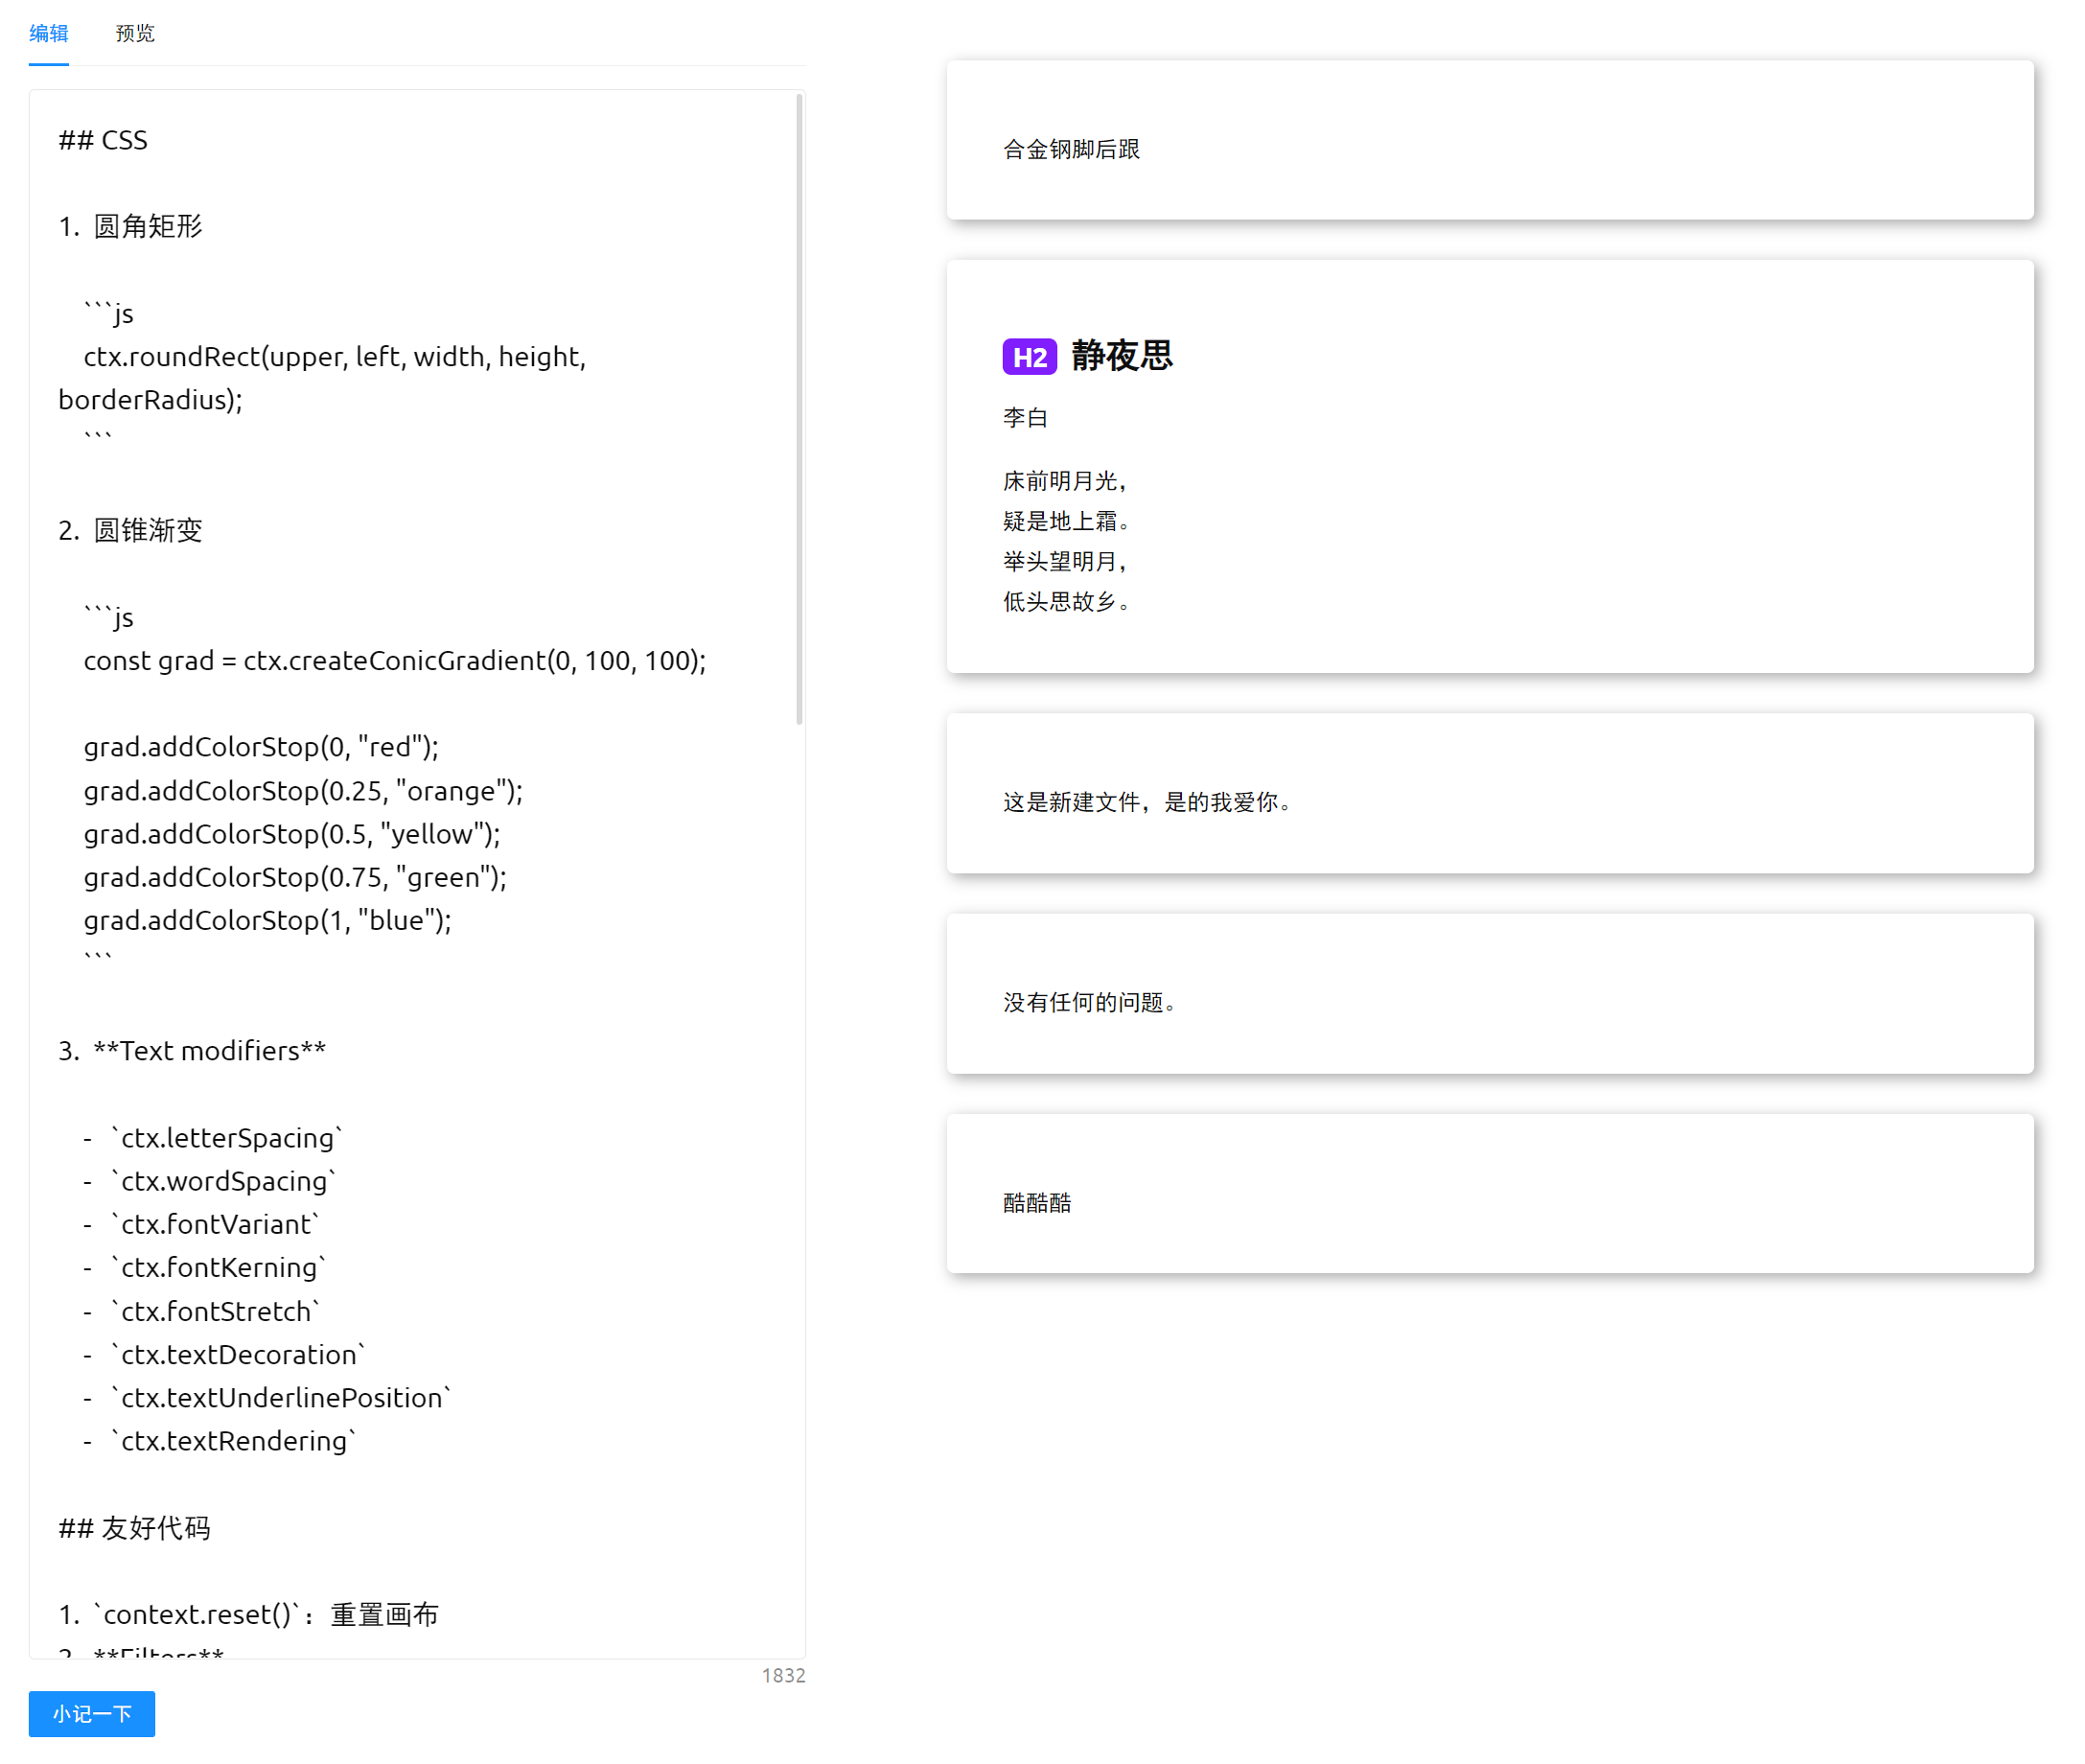 编辑 预览
## CSS
1. 圆角矩形
```js
ctx.roundRect(upper, left, width, height,
borderRadius);
```
2. 圆锥渐变
```js
const grad = ctx.createConicGradient(0, 100, 100);
grad.addColorStop(0, "red");
grad.addColorStop(0.25, "orange");
grad.addColorStop(0.5, "yellow");
grad.addColorStop(0.75, "green");
grad.addColorStop(1, "blue");
```
3. **Text modifiers**
- `ctx.letterSpacing`
- `ctx.wordSpacing`
- `ctx.fontVariant`
- `ctx.fontKerning`
- `ctx.fontStretch`
- `ctx.textDecoration`
- `ctx.textUnderlinePosition`
- `ctx.textRendering`
## 友好代码
1. `context.reset()`：重置画布
2. **Filters**
1832
小记一下
合金钢脚后跟
H2 静夜思
李白
床前明月光，
疑是地上霜。
举头望明月，
低头思故乡。
这是新建文件，是的我爱你。
没有任何的问题。
酷酷酷